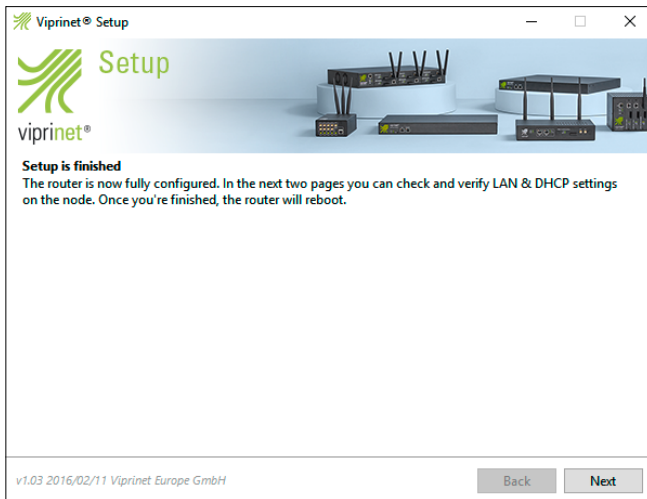 Viprinet® Setup
Setup
viprinet®
Setup is finished
The router is now fully configured. In the next two pages you can check and verify LAN & DHCP settings
on the node. Once you're finished, the router will reboot.
v1.03 2016/02/11 Viprinet Europe GmbH
Back
Next